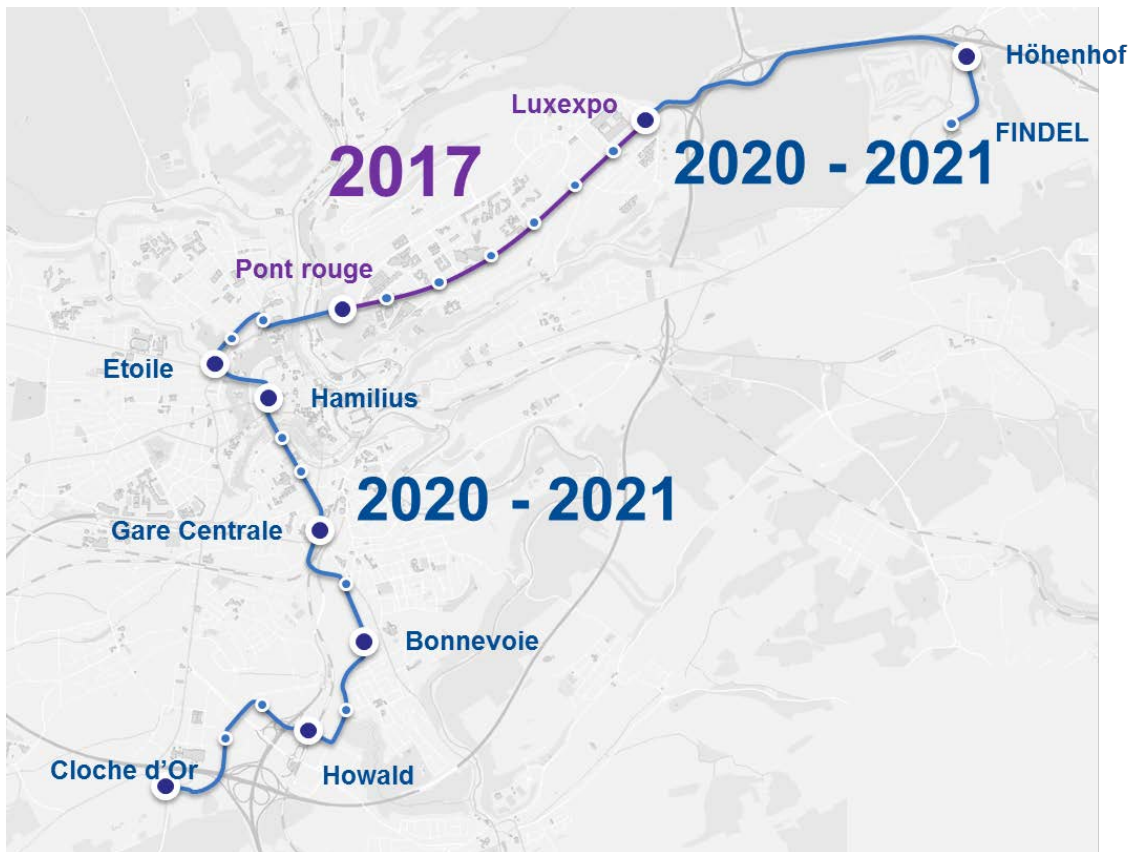 Höhenhof
Luxexpo
FINDEL
2017
2020 - 2021
Pont rouge
Etoile
Hamilius
2020 - 2021
Gare Centrale
Bonnevoie
Cloche d'Or
Howald